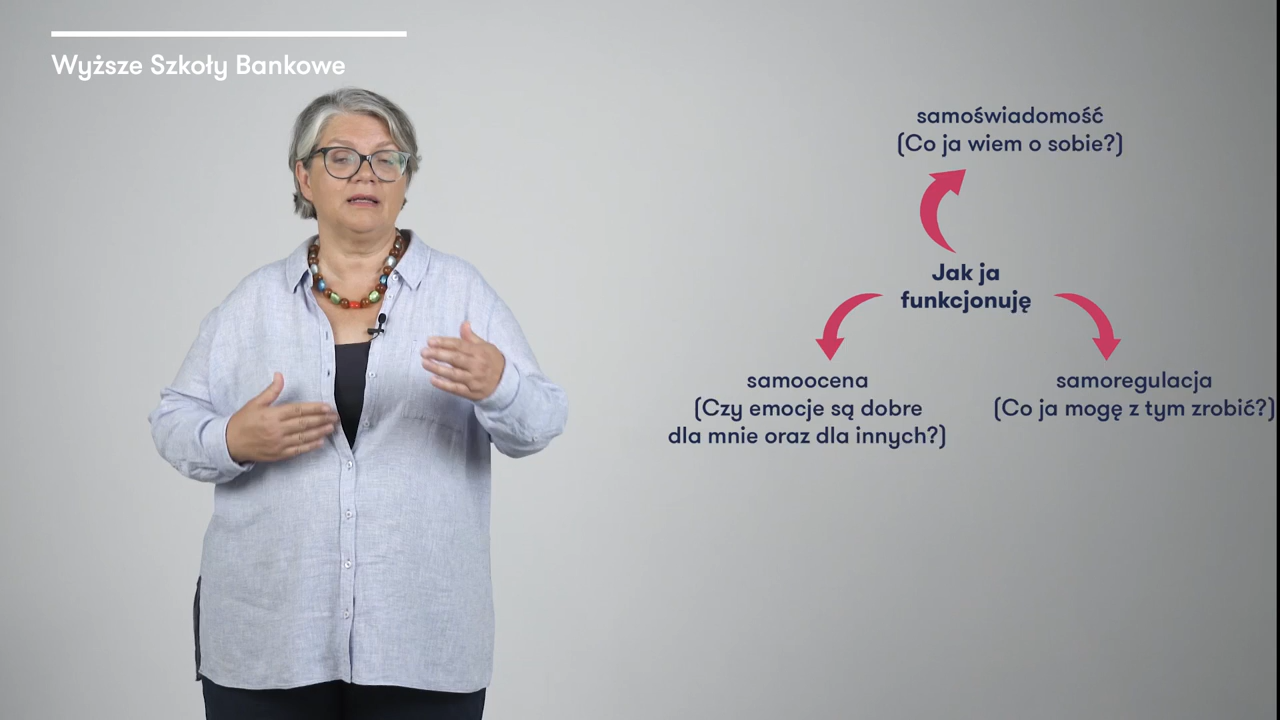 Wyższe Szkoły Bankowe
samoświadomość
(Co ja wiem o sobie?)
Jak ja
funkcjonuję
samoocena
(Czy emocje są dobre
dla mnie oraz dla innych?)
samoregulacja
(Co ja mogę z tym zrobić?)